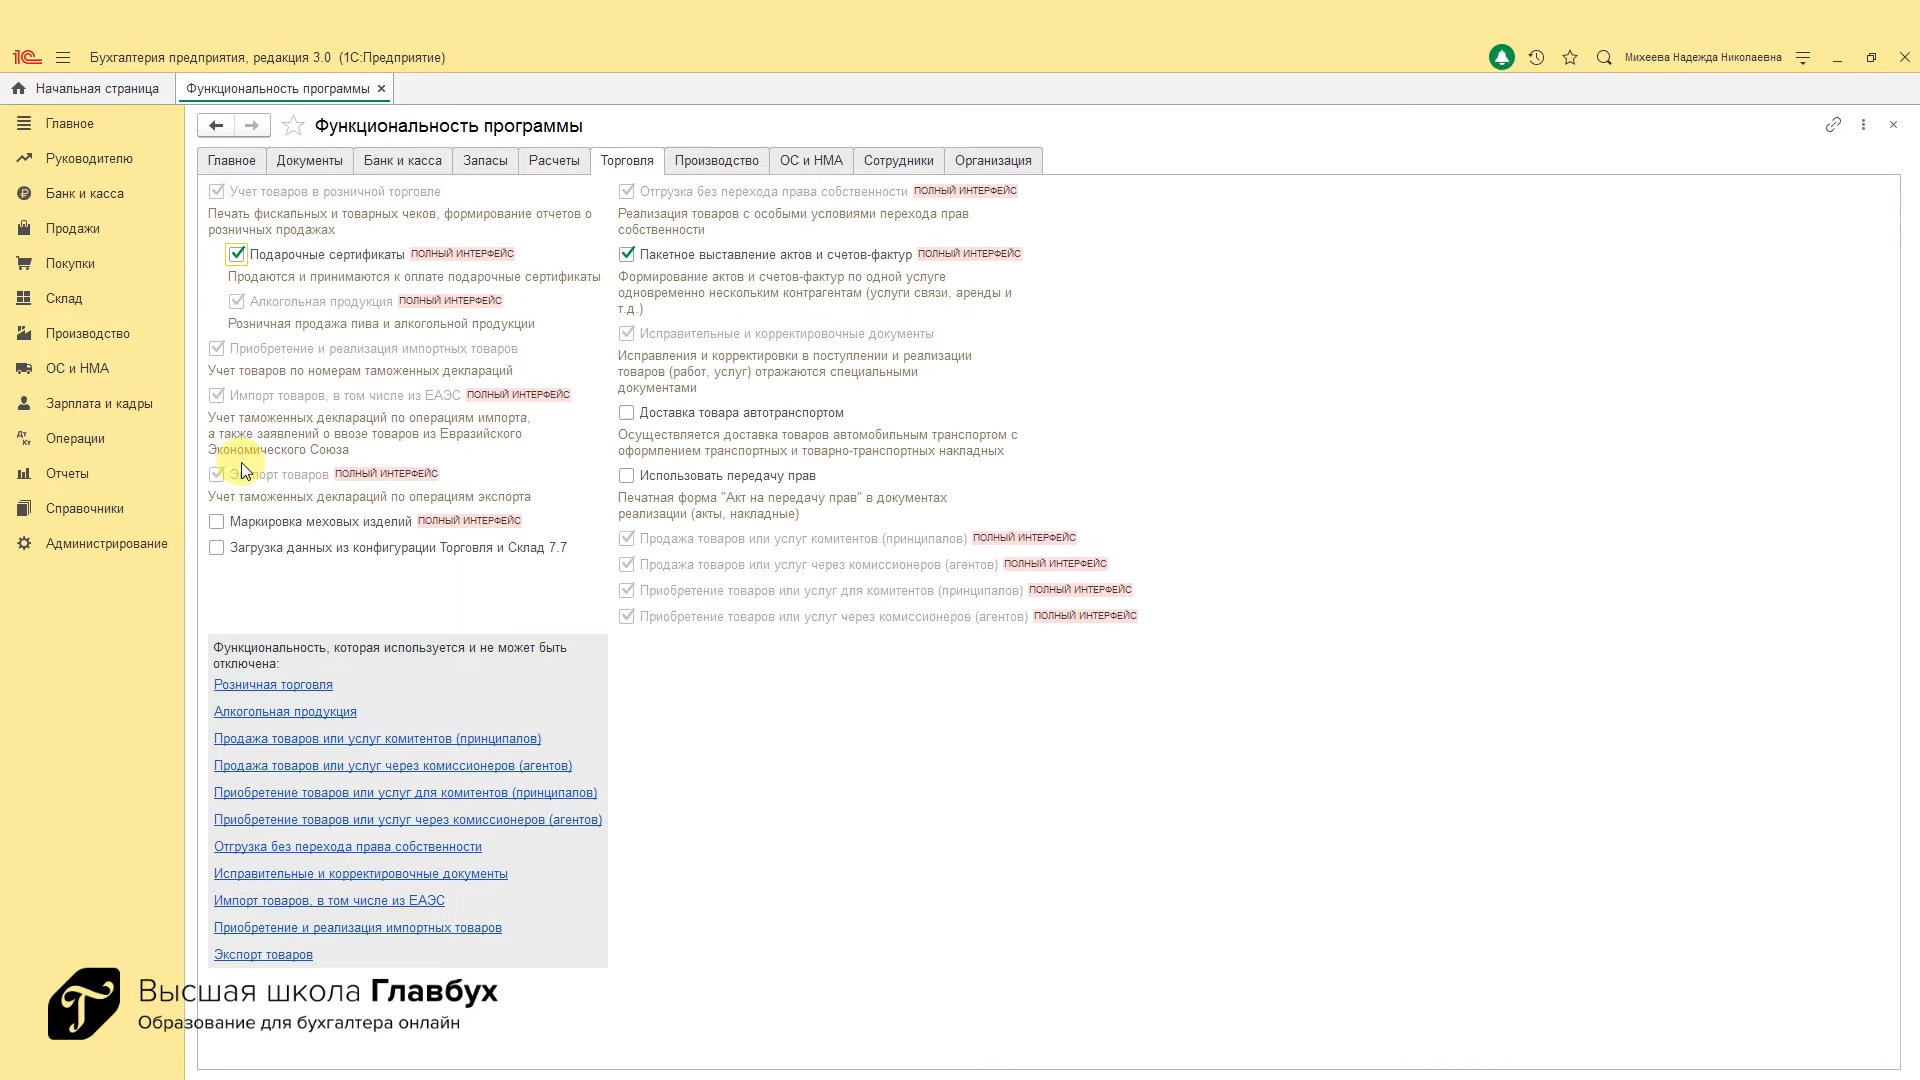 1С Бухгалтерия предприятия, редакция 3.0 (1С:Предприятие)
Михеева Надежда Николаевна
Начальная страница
Функциональность программы
Главное
Руководителю
Банк и касса
Продажи
Покупки
Склад
Производство
ОС и НМА
Зарплата и кадры
Операции
Отчеты
Справочники
Администрирование
Функциональность программы
Главное Документы Банк и касса Запасы Расчеты Торговля Производство ОС и НМА Сотрудники Организация
Учет товаров в розничной торговле
Печать фискальных и товарных чеков, формирование отчетов о
розничных продажах
Подарочные сертификаты ПОЛНЫЙ ИНТЕРФЕЙС
Продаются и принимаются к оплате подарочные сертификаты
Алкогольная продукция ПОЛНЫЙ ИНТЕРФЕЙС
Розничная продажа пива и алкогольной продукции
Приобретение и реализация импортных товаров
Учет товаров по номерам таможенных деклараций
Импорт товаров, в том числе из ЕАЭС ПОЛНЫЙ ИНТЕРФЕЙС
Учет таможенных деклараций по операциям импорта,
а также заявлений о ввозе товаров из Евразийского
Экономического Союза
Экспорт товаров ПОЛНЫЙ ИНТЕРФЕЙС
Учет таможенных деклараций по операциям экспорта
Маркировка меховых изделий ПОЛНЫЙ ИНТЕРФЕЙС
Загрузка данных из конфигурации Торговля и Склад 7.7
Отгрузка без перехода права собственности ПОЛНЫЙ ИНТЕРФЕЙС
Реализация товаров с особыми условиями перехода прав
собственности
Пакетное выставление актов и счетов-фактур ПОЛНЫЙ ИНТЕРФЕЙС
Формирование актов и счетов-фактур по одной услуге
одновременно нескольким контрагентам (услуги связи, аренды и
т.д.)
Исправительные и корректировочные документы
Исправления и корректировки в поступлении и реализации
товаров (работ, услуг) отражаются специальными
документами
Доставка товара автотранспортом
Осуществляется доставка товаров автомобильным транспортом с
оформлением транспортных и товарно-транспортных накладных
Использовать передачу прав
Печатная форма "Акт на передачу прав" в документах
реализации (акты, накладные)
Продажа товаров или услуг комитентов (принципалов) ПОЛНЫЙ ИНТЕРФЕЙС
Продажа товаров или услуг через комиссионеров (агентов) ПОЛНЫЙ ИНТЕРФЕЙС
Приобретение товаров или услуг для комитентов (принципалов) ПОЛНЫЙ ИНТЕРФЕЙС
Приобретение товаров или услуг через комиссионеров (агентов) ПОЛНЫЙ ИНТЕРФЕЙС
Функциональность, которая используется и не может быть
отключена:
Розничная торговля
Алкогольная продукция
Продажа товаров или услуг комитентов (принципалов)
Продажа товаров или услуг через комиссионеров (агентов)
Приобретение товаров или услуг для комитентов (принципалов)
Приобретение товаров или услуг через комиссионеров (агентов)
Отгрузка без перехода права собственности
Исправительные и корректировочные документы
Импорт товаров, в том числе из ЕАЭС
Приобретение и реализация импортных товаров
Экспорт товаров
Высшая школа Главбух
Образование для бухгалтера онлайн